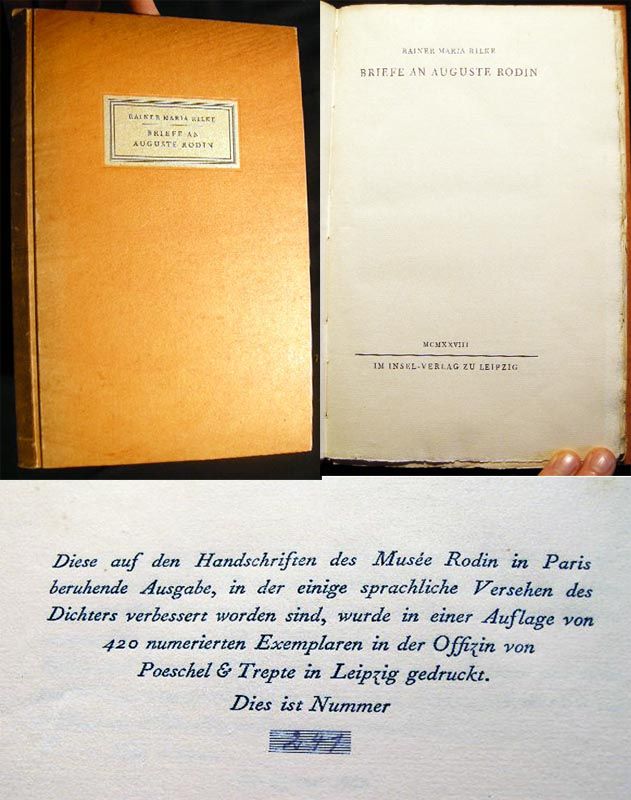 RAINER MARIA RILKE
BRIEFE AN
AUGUSTE RODIN
RAINER MARIA RILKE
BRIEFE AN AUGUSTE RODIN
MCMXXVIII
IM INSEL-VERLAG ZU LEIPZIG
Diese auf den Handschriften des Musée Rodin in Paris
beruhende Ausgabe, in der einige sprachliche Versehen des
Dichters verbessert worden sind, wurde in einer Auflage von
420 numerierten Exemplaren in der Offizin von
Poeschel & Trepte in Leipzig gedruckt.
Dies ist Nummer
241